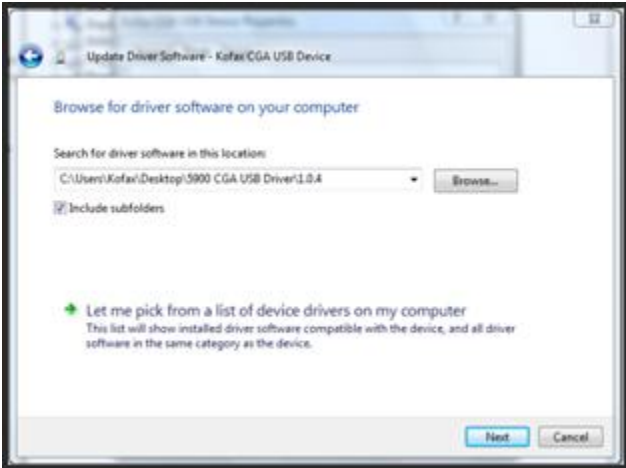 Update Driver Software - Kofax CGA USB Device
Browse for driver software on your computer
Search for driver software in this location:
C:\Users\Kofax\Desktop\5900 CGA USB Driver\1.0.4
Browse...
Include subfolders
Let me pick from a list of device drivers on my computer
This list will show installed driver software compatible with the device, and all driver
software in the same category as the device.
Next
Cancel